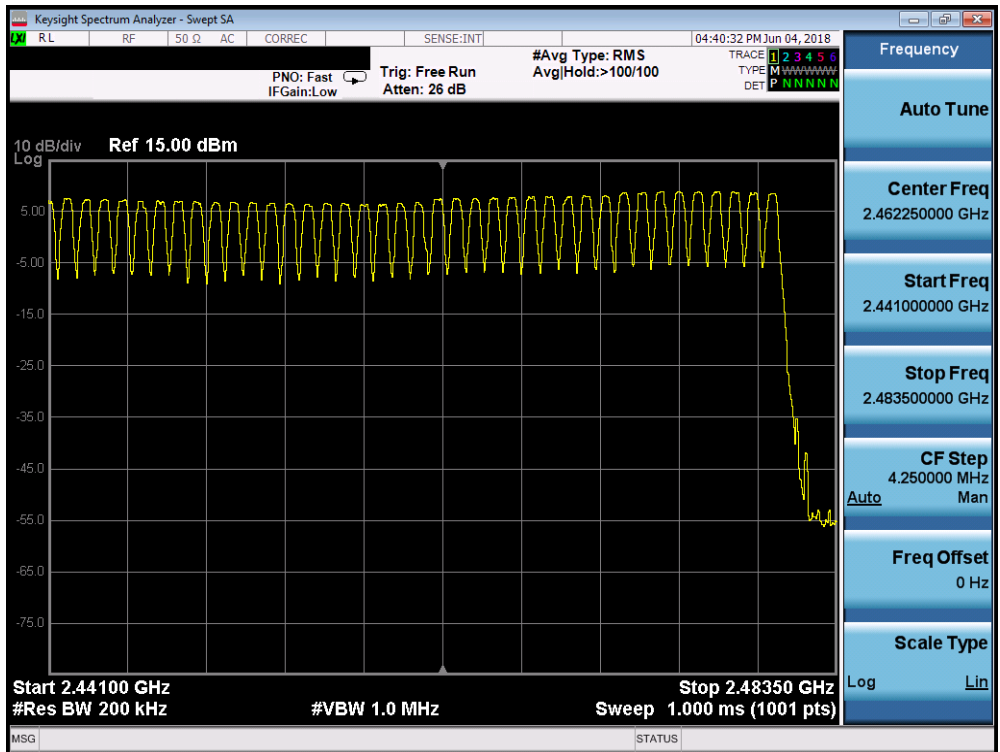 Keysight Spectrum Analyzer - Swept SA
LXI RL RF 50 Ω AC CORREC SENSE:INT 04:40:32 PM Jun 04, 2018
PNO: Fast
IFGain:Low
Trig: Free Run
Atten: 26 dB
#Avg Type: RMS
Avg|Hold:>100/100
TRACE 1 2 3 4 5 6
TYPE M WWWWW
DET P N N N N N
10 dB/div
Log
Ref 15.00 dBm
5.00
-5.00
-15.0
-25.0
-35.0
-45.0
-55.0
-65.0
-75.0
Start 2.44100 GHz
#Res BW 200 kHz
#VBW 1.0 MHz
Stop 2.48350 GHz
Sweep 1.000 ms (1001 pts)
MSG
STATUS
Frequency
Auto Tune
Center Freq
2.462250000 GHz
Start Freq
2.441000000 GHz
Stop Freq
2.483500000 GHz
CF Step
4.250000 MHz
Auto Man
Freq Offset
0 Hz
Scale Type
Log Lin